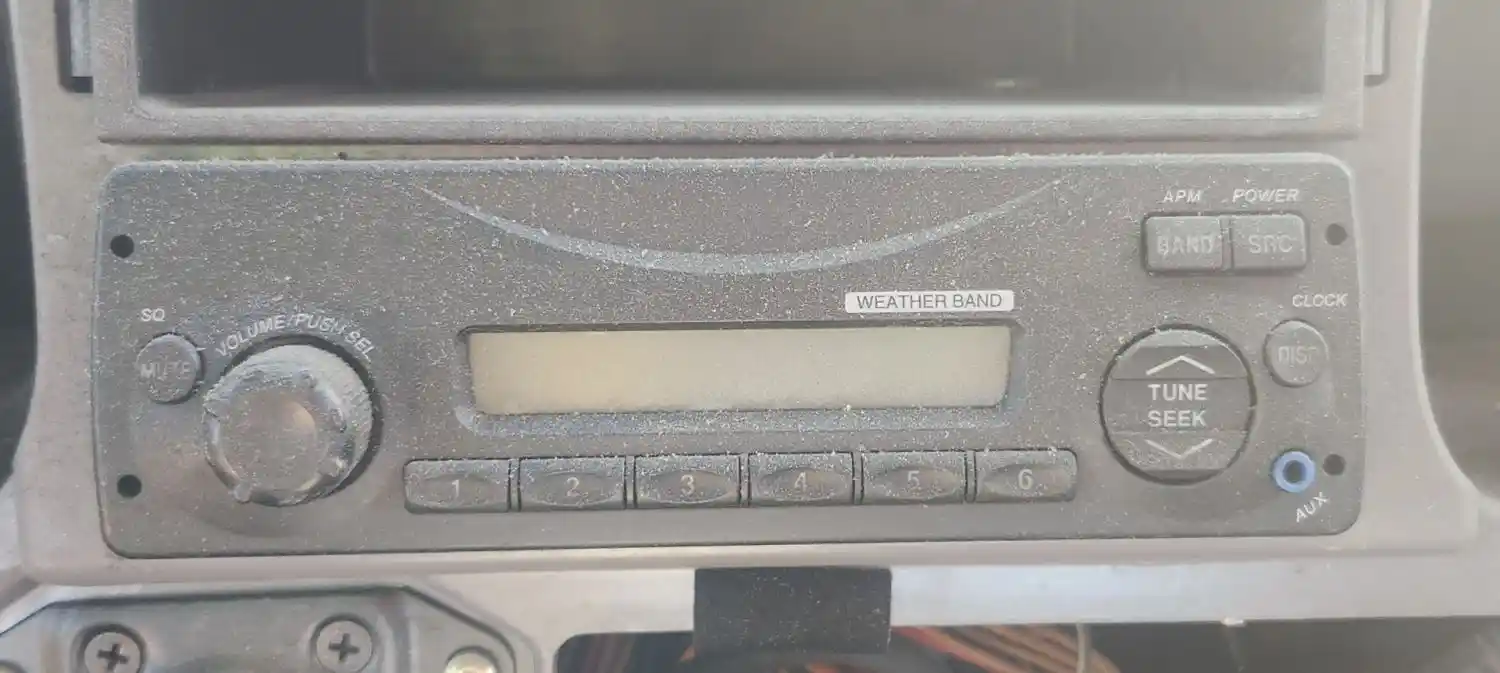 APM POWER
BAND SRC
WEATHER BAND
CLOCK
DISP
SQ
MUTE
VOLUME/PUSH SEL
TUNE
SEEK
1 2 3 4 5 6
AUX